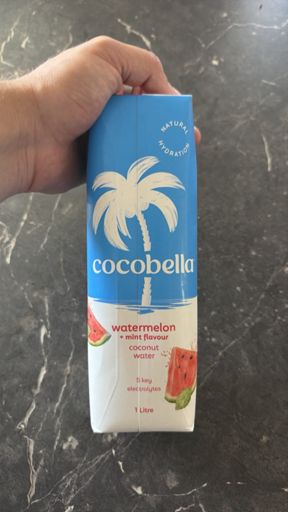 NATURAL
HYDRATION
cocobella
watermelon
+ mint flavour
coconut
water
5 key
electrolytes
1 Litre